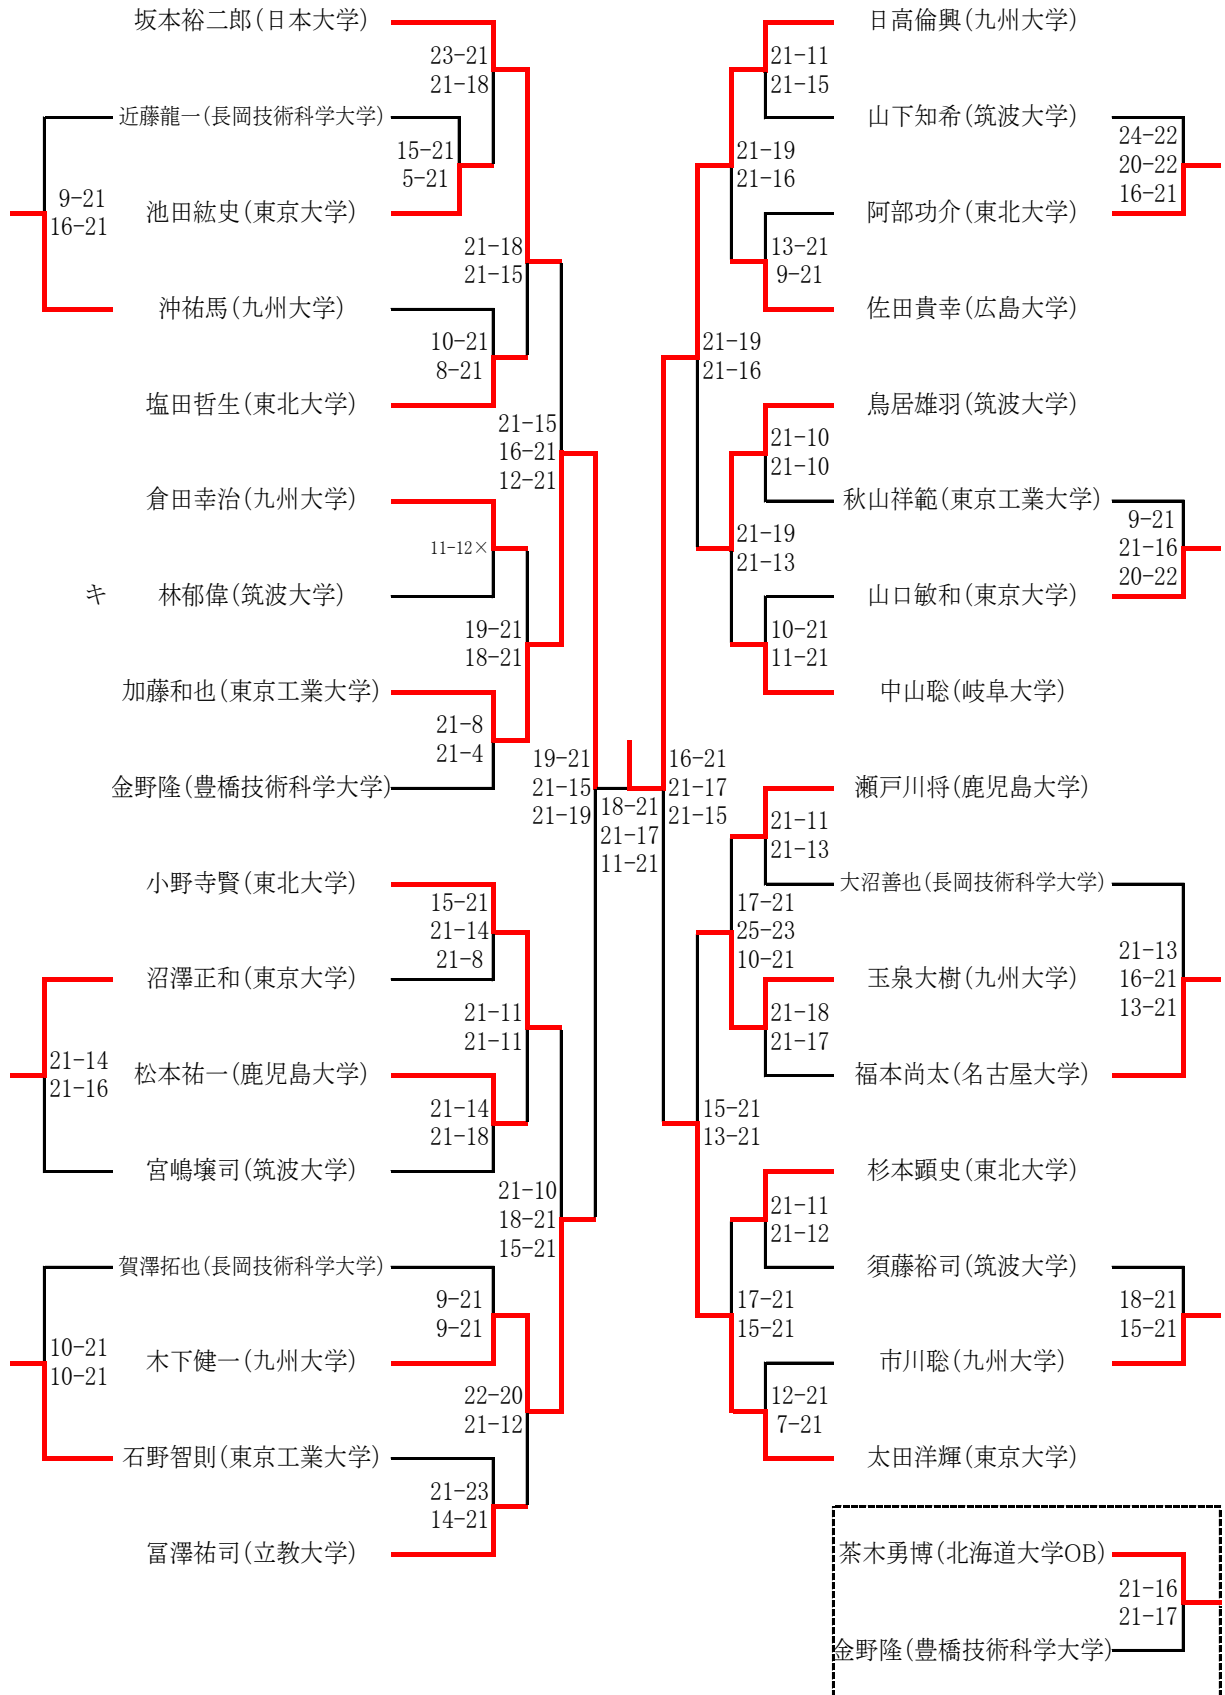 坂本裕二郎(日本大学)
23-21
21-18
近藤龍一(長岡技術科学大学)
15-21
5-21
9-21
16-21
池田紘史(東京大学)
21-18
21-15
沖祐馬(九州大学)
10-21
8-21
塩田哲生(東北大学)
21-15
16-21
12-21
倉田幸治(九州大学)
11-12×
キ 林郁偉(筑波大学)
19-21
18-21
加藤和也(東京工業大学)
21-8
21-4
金野隆(豊橋技術科学大学)
19-21
21-15
21-19
小野寺賢(東北大学)
15-21
21-14
21-8
沼澤正和(東京大学)
21-11
21-11
21-14
21-16
松本祐一(鹿児島大学)
21-14
21-18
宮嶋壌司(筑波大学)
21-10
18-21
15-21
賀澤拓也(長岡技術科学大学)
9-21
9-21
10-21
10-21
木下健一(九州大学)
22-20
21-12
石野智則(東京工業大学)
21-23
14-21
冨澤祐司(立教大学)
18-21
21-17
11-21
日高倫興(九州大学)
21-11
21-15
山下知希(筑波大学)
24-22
20-22
16-21
21-19
21-16
阿部功介(東北大学)
13-21
9-21
佐田貴幸(広島大学)
21-19
21-16
鳥居雄羽(筑波大学)
21-10
21-10
秋山祥範(東京工業大学)
9-21
21-16
20-22
21-19
21-13
山口敏和(東京大学)
10-21
11-21
中山聡(岐阜大学)
16-21
21-17
21-15
瀬戸川将(鹿児島大学)
21-11
21-13
大沼善也(長岡技術科学大学)
17-21
25-23
10-21
21-13
16-21
13-21
玉泉大樹(九州大学)
21-18
21-17
福本尚太(名古屋大学)
15-21
13-21
杉本顕史(東北大学)
21-11
21-12
須藤裕司(筑波大学)
18-21
15-21
17-21
15-21
市川聡(九州大学)
12-21
7-21
太田洋輝(東京大学)
茶木勇博(北海道大学OB)
21-16
21-17
金野隆(豊橋技術科学大学)